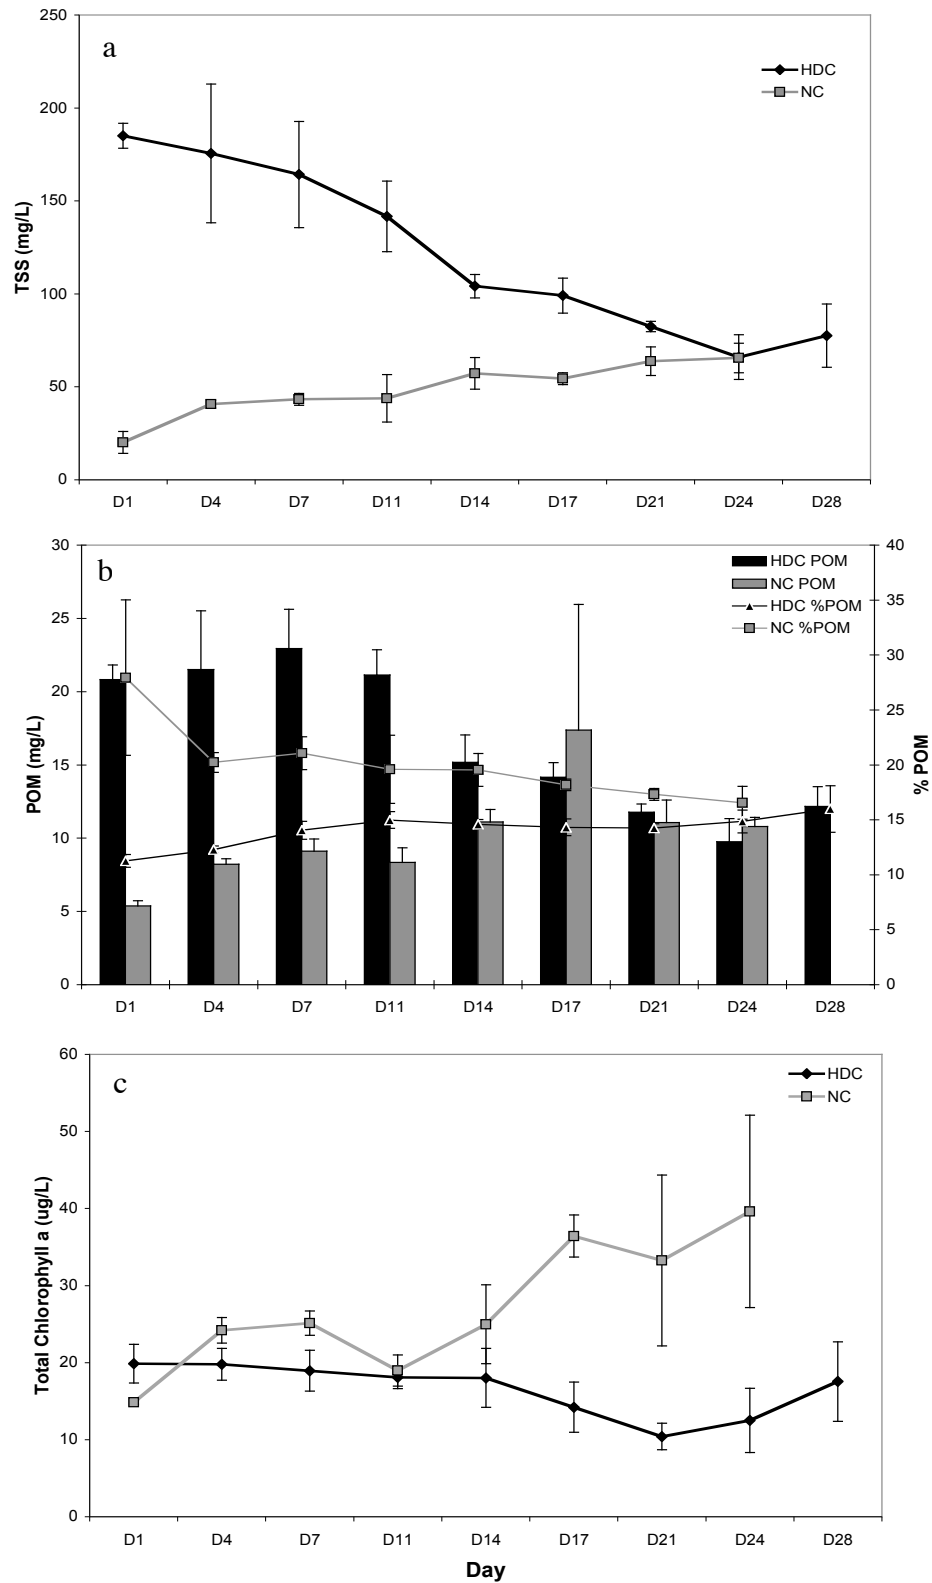 250
a
HDC
200
NC
150
TSS (mg/L)
100
50
0
D1 D4 D7 D11 D14 D17 D21 D24 D28
30 40
b
HDC POM
NC POM
HDC %POM
NC %POM
25 35
30
20
25
POM (mg/L)
15 20
% POM
15
10
10
5
5
0 0
D1 D4 D7 D11 D14 D17 D21 D24 D28
60
c
HDC
NC
50
40
Total Chlorophyll a (ug/L)
30
20
10
0
D1 D4 D7 D11 D14 D17 D21 D24 D28
Day